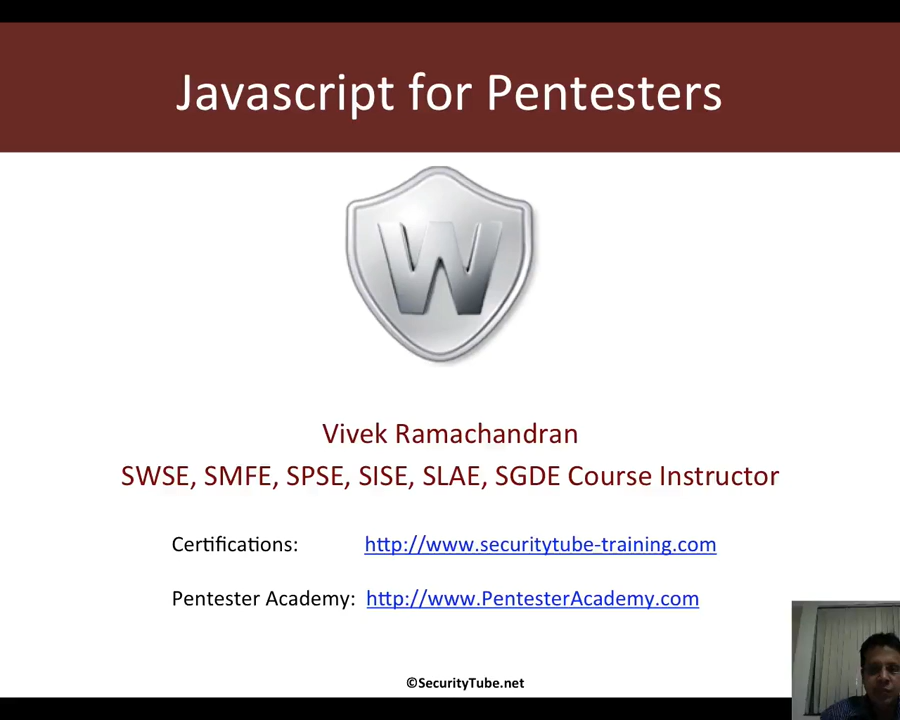 Javascript for Pentesters
W
Vivek Ramachandran
SWSE, SMFE, SPSE, SISE, SLAE, SGDE Course Instructor
Certifications: http://www.securitytube-training.com
Pentester Academy: http://www.PentesterAcademy.com
©SecurityTube.net